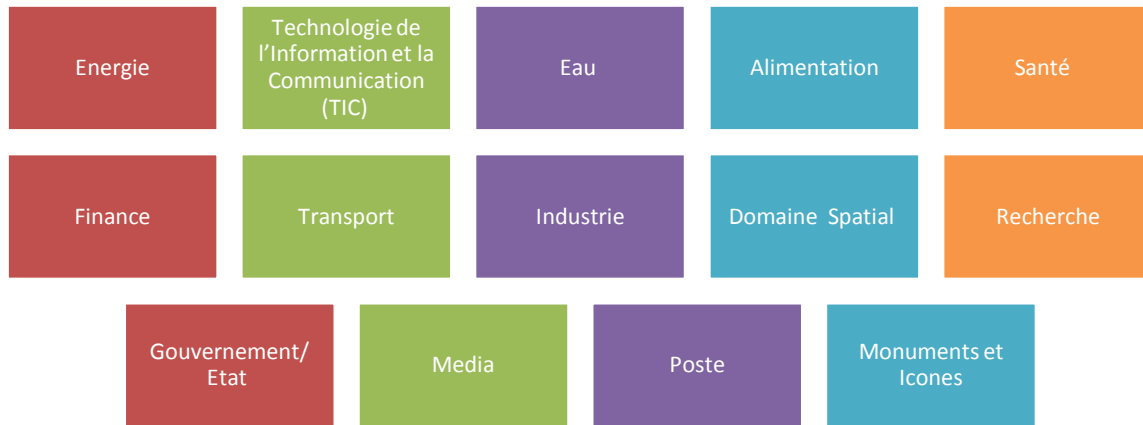 Energie
Technologie de
l'Information et la
Communication
(TIC)
Eau
Alimentation
Santé
Finance
Transport
Industrie
Domaine Spatial
Recherche
Gouvernement/
Etat
Media
Poste
Monuments et
Icones